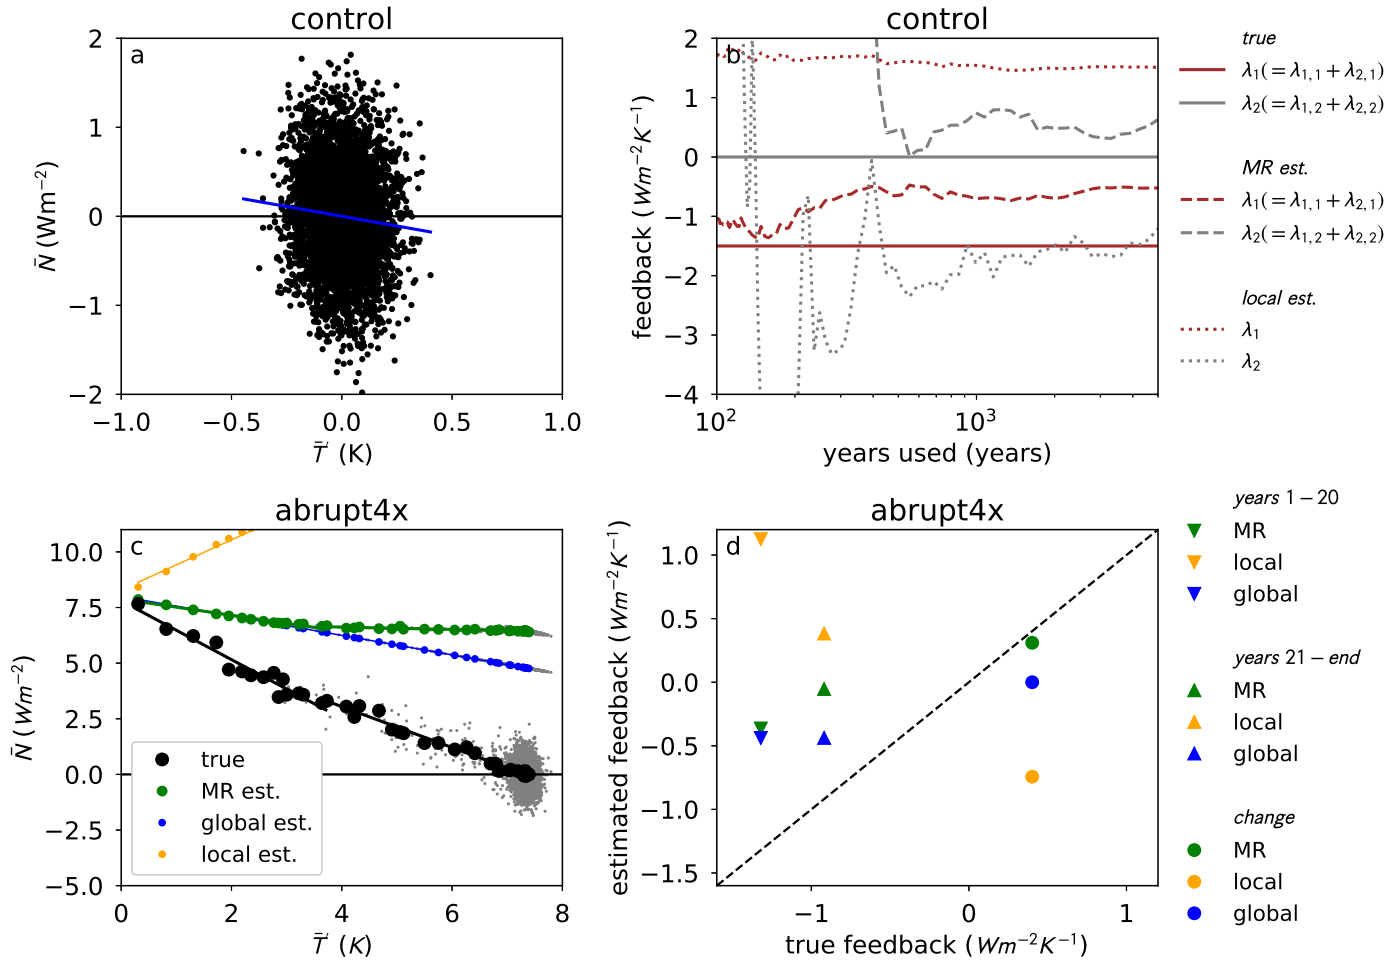 control
a
2
1
0
−1
−2
N̄ (Wm⁻²)
−1.0 −0.5 0.0 0.5 1.0
T̄′ (K)
control
b
2
1
0
−1
−2
−3
−4
feedback (Wm⁻²K⁻¹)
10² 10³
years used (years)
true
λ₁(= λ₁,₁ + λ₂,₁)
λ₂(= λ₁,₂ + λ₂,₂)
MR est.
λ₁(= λ₁,₁ + λ₂,₁)
λ₂(= λ₁,₂ + λ₂,₂)
local est.
λ₁
λ₂
abrupt4x
c
10.0
7.5
5.0
2.5
0.0
−2.5
−5.0
N̄ (Wm⁻²)
true
MR est.
global est.
local est.
0 2 4 6 8
T̄′ (K)
abrupt4x
d
1.0
0.5
0.0
−0.5
−1.0
−1.5
estimated feedback (Wm⁻²K⁻¹)
−1 0 1
true feedback (Wm⁻²K⁻¹)
years 1 − 20
MR
local
global
years 21 − end
MR
local
global
change
MR
local
global